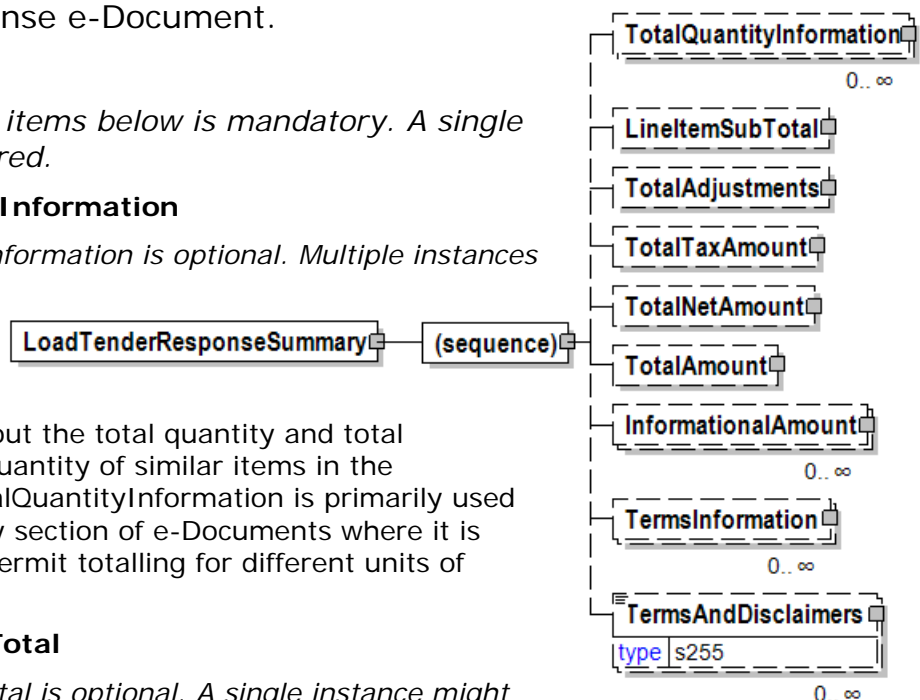 nse e-Document.
items below is mandatory. A single
red.
Information
nformation is optional. Multiple instances
out the total quantity and total
uantity of similar items in the
alQuantityInformation is primarily used
y section of e-Documents where it is
ermit totalling for different units of
Total
tal is optional. A single instance might
LoadTenderResponseSummary
(sequence)
TotalQuantityInformation
0.. ∞
LineItemSubTotal
TotalAdjustments
TotalTaxAmount
TotalNetAmount
TotalAmount
InformationalAmount
0.. ∞
TermsInformation
0.. ∞
TermsAndDisclaimers
type s255
0.. ∞